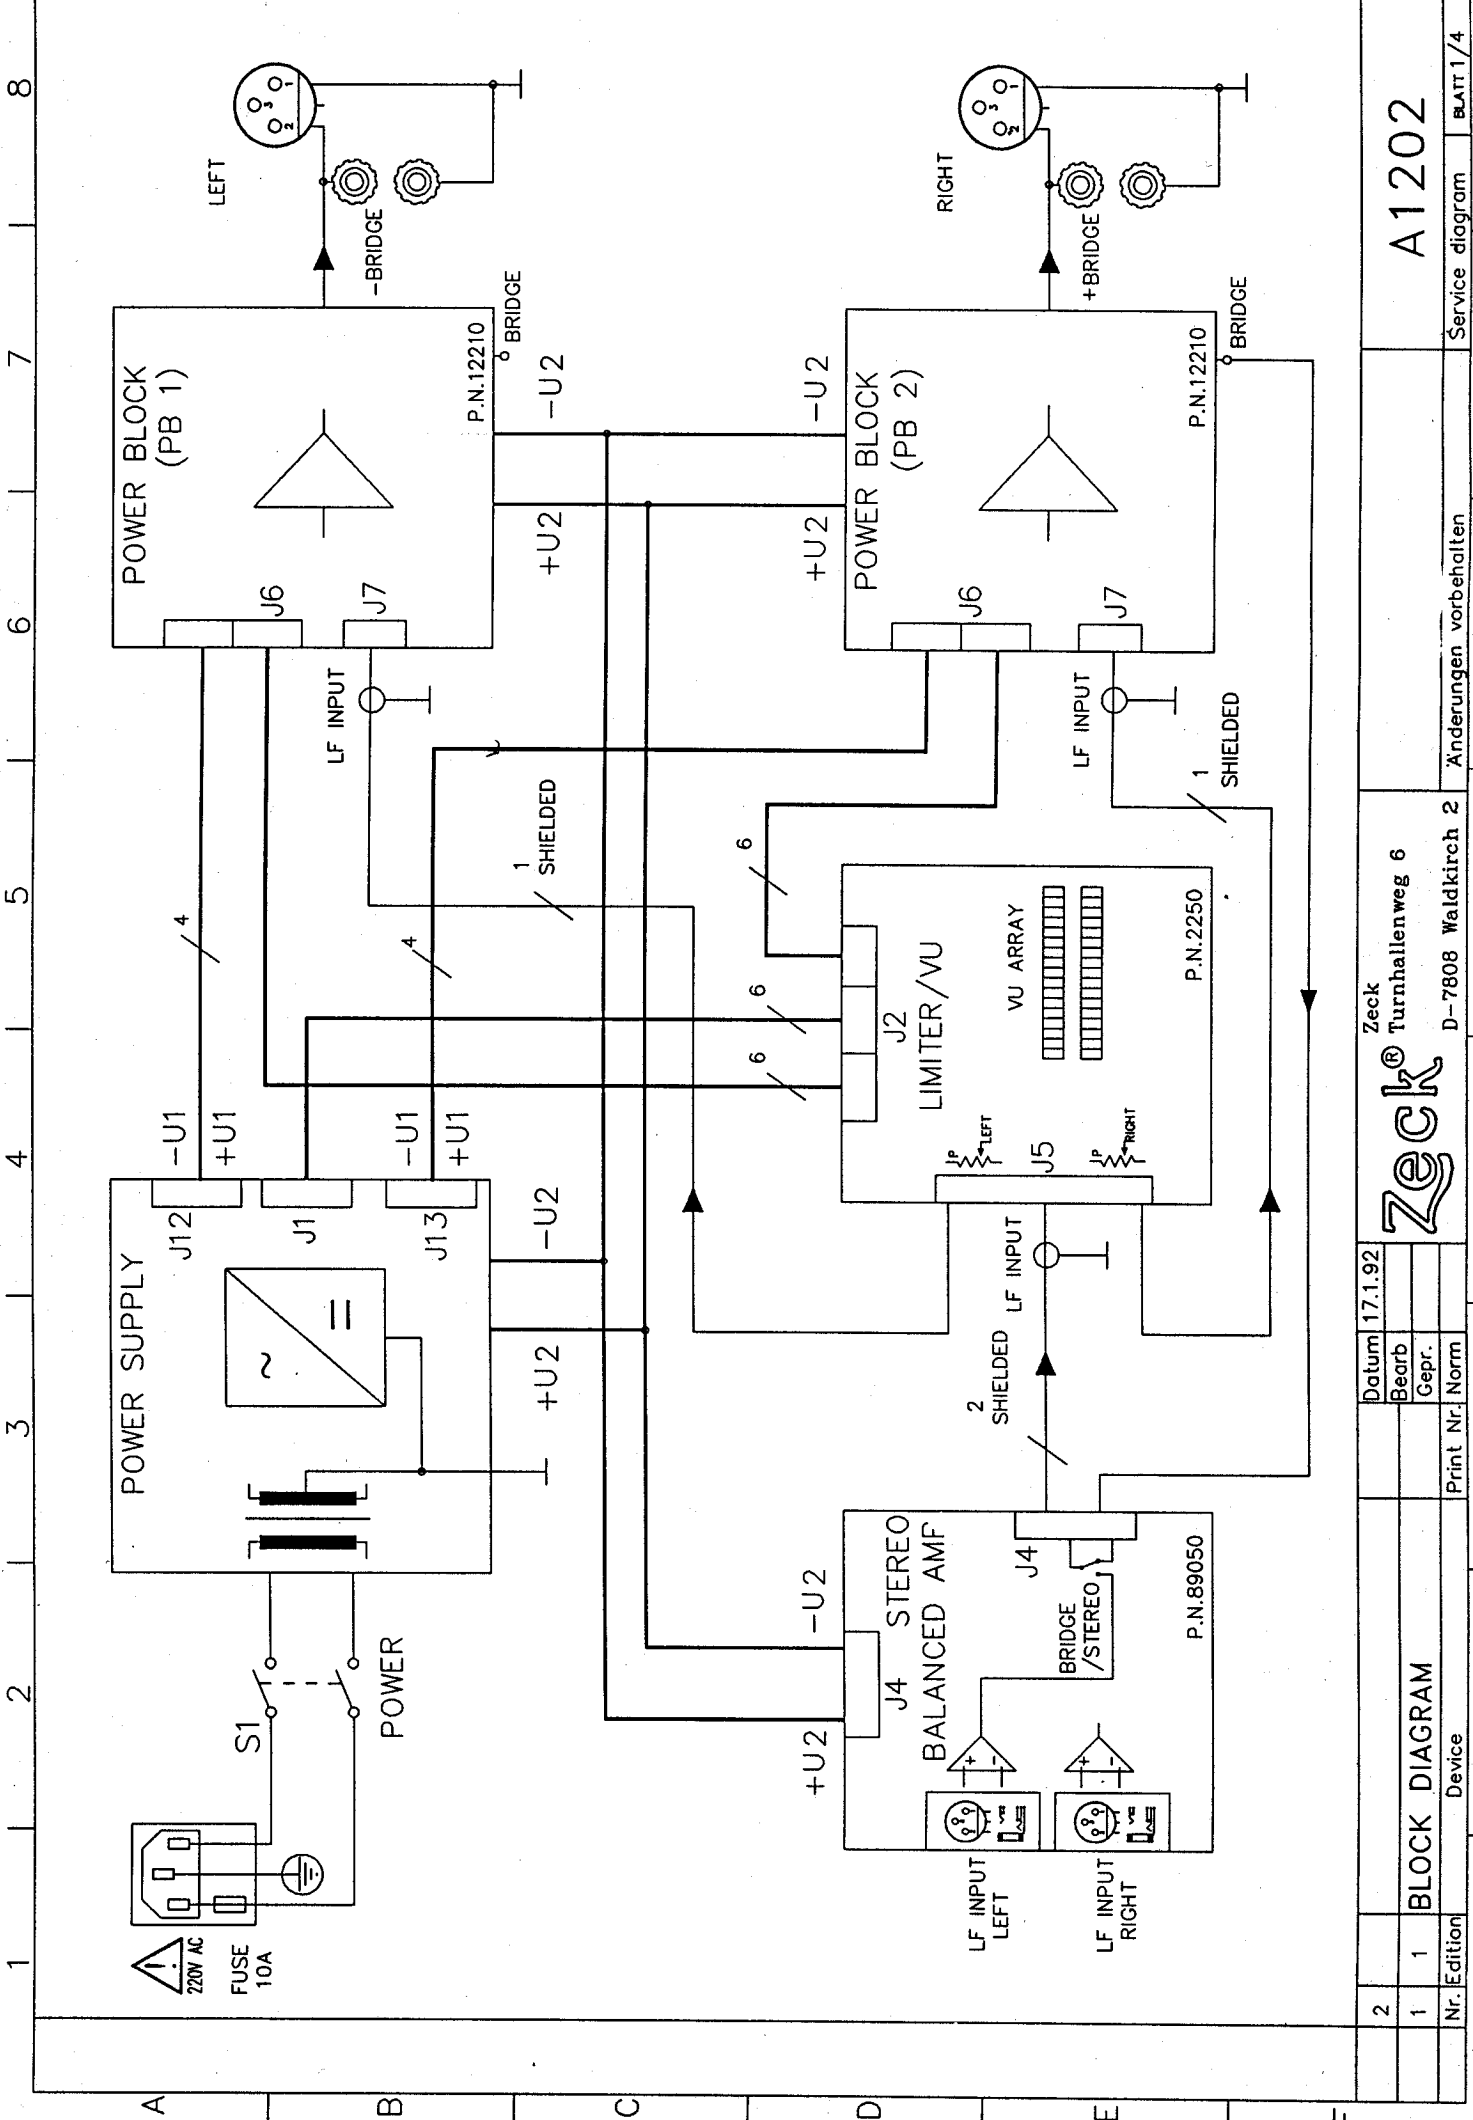 1
2
3
4
5
6
7
8
A
B
C
D
E
F
220V AC
FUSE
10A
S1
POWER
POWER SUPPLY
~
=
J12
J1
J13
-U1
+U1
-U1
+U1
-U2
+U2
4
4
POWER BLOCK
(PB 1)
J6
J7
LF INPUT
P.N.12210
BRIDGE
-U2
+U2
1
SHIELDED
-BRIDGE
LEFT
2
3
1
POWER BLOCK
(PB 2)
-U2
+U2
J6
J7
LF INPUT
P.N.12210
BRIDGE
1
SHIELDED
+BRIDGE
RIGHT
2
3
1
6
6
6
J2
LIMITER/VU
VU ARRAY
P.N.2250
P
LEFT
J5
P
RIGHT
LF INPUT
2
SHIELDED
-U2
+U2
J4
STEREO
BALANCED AMP
J4
BRIDGE
/STEREO
P.N.89050
+
-
+
-
LF INPUT
LEFT
LF INPUT
RIGHT
2
1
1
Nr.
Edition
BLOCK DIAGRAM
Device
Datum
17.1.92
Bearb
Gepr.
Print Nr.
Norm
Zeck®
Zeck
Turnhallenweg 6
D-7808 Waldkirch 2
Änderungen vorbehalten
A1202
Service diagram
BLATT 1/4